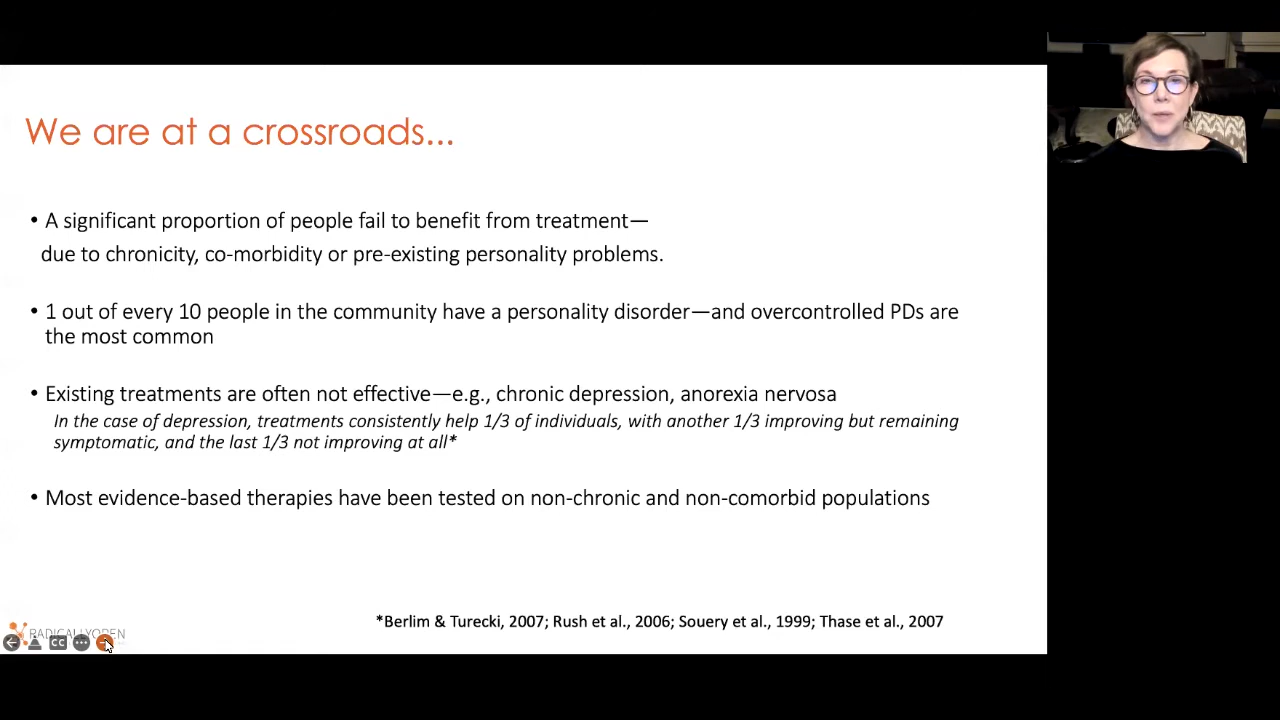 We are at a crossroads...
• A significant proportion of people fail to benefit from treatment—
due to chronicity, co-morbidity or pre-existing personality problems.
• 1 out of every 10 people in the community have a personality disorder—and overcontrolled PDs are
the most common
• Existing treatments are often not effective—e.g., chronic depression, anorexia nervosa
In the case of depression, treatments consistently help 1/3 of individuals, with another 1/3 improving but remaining
symptomatic, and the last 1/3 not improving at all*
• Most evidence-based therapies have been tested on non-chronic and non-comorbid populations
*Berlim & Turecki, 2007; Rush et al., 2006; Souery et al., 1999; Thase et al., 2007
RADICALLYOPEN
CC